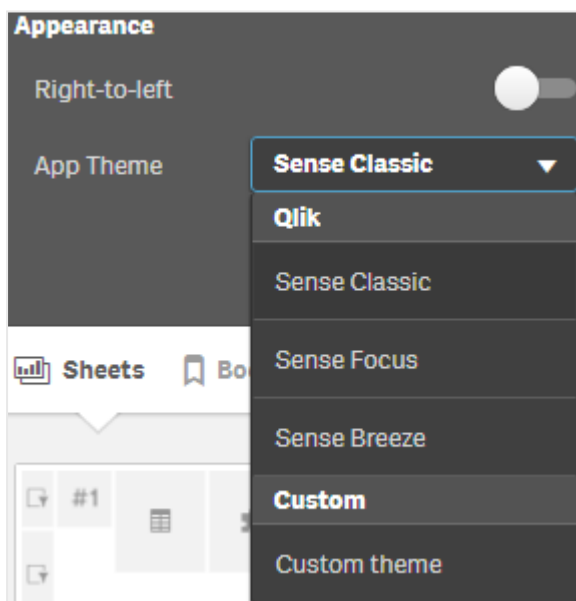 Appearance
Right-to-left
App Theme
Sense Classic
Qlik
Sense Classic
Sense Focus
Sheets
Sense Breeze
Custom
#1
Custom theme